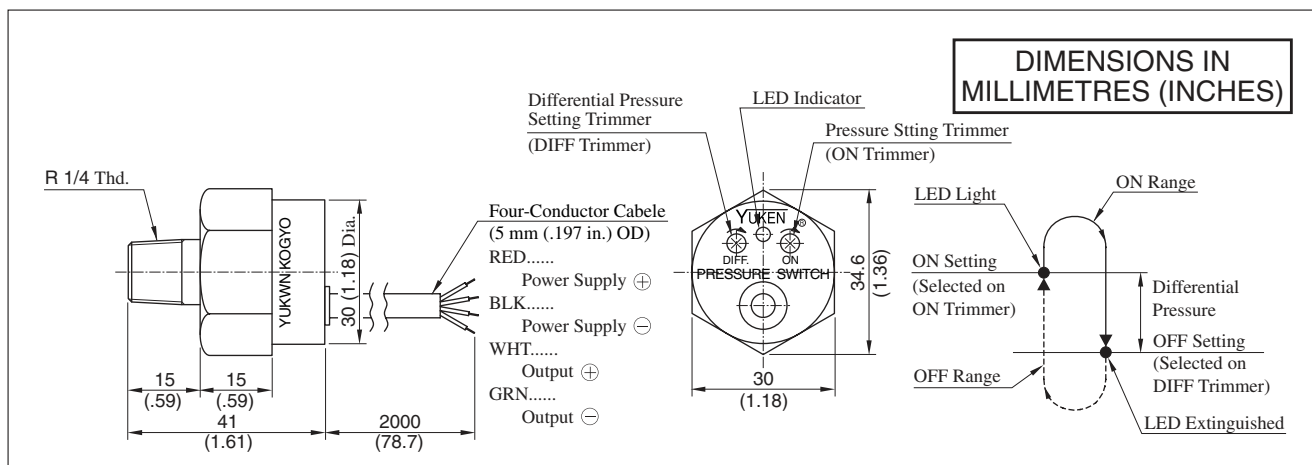 DIMENSIONS IN
MILLIMETRES (INCHES)
Differential Pressure
Setting Trimmer
(DIFF Trimmer)
LED Indicator
Pressure Stting Trimmer
(ON Trimmer)
R 1/4 Thd.
YUKWN KOGYO
30 (1.18) Dia.
Four-Conductor Cabele
(5 mm (.197 in.) OD)
RED......
Power Supply ⊕
BLK......
Power Supply ⊖
WHT......
Output ⊕
GRN......
Output ⊖
15
(.59)
15
(.59)
41
(1.61)
2000
(78.7)
YUKEN ®
DIFF. ON
PRESSURE SWITCH
34.6
(1.36)
30
(1.18)
LED Light
ON Range
ON Setting
(Selected on
ON Trimmer)
Differential
Pressure
OFF Setting
(Selected on
DIFF Trimmer)
OFF Range
LED Extinguished